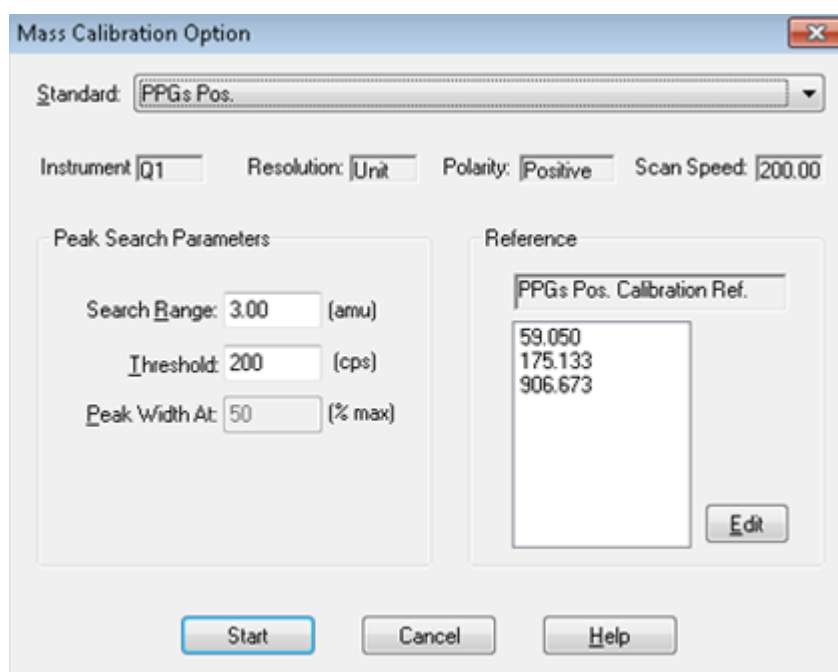 Mass Calibration Option
Standard: PPGs Pos.
Instrument Q1 Resolution: Unit Polarity: Positive Scan Speed: 200.00
Peak Search Parameters
Search Range: 3.00 (amu)
Threshold: 200 (cps)
Peak Width At: 50 (% max)
Reference
PPGs Pos. Calibration Ref.
59.050
175.133
906.673
Edit
Start Cancel Help